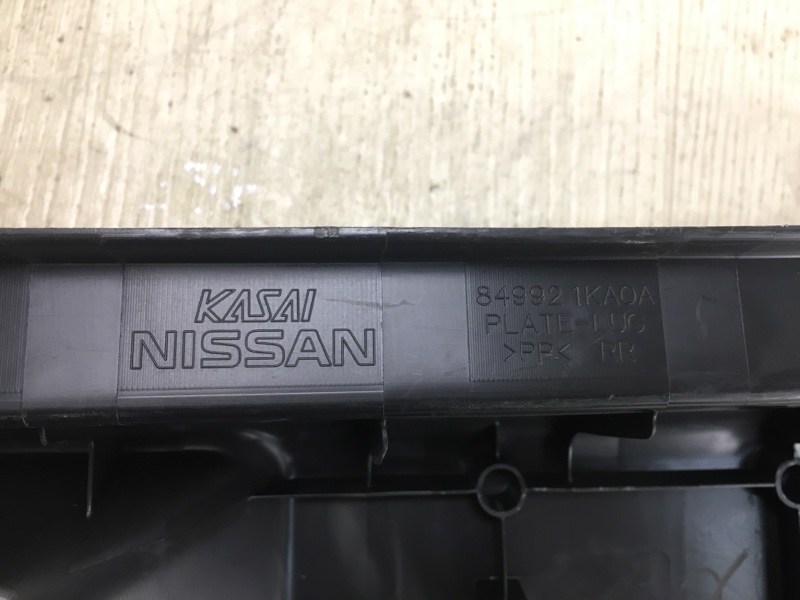 KASAI
NISSAN
84992 1KA0A
PLATE-LUG
>PP< RR